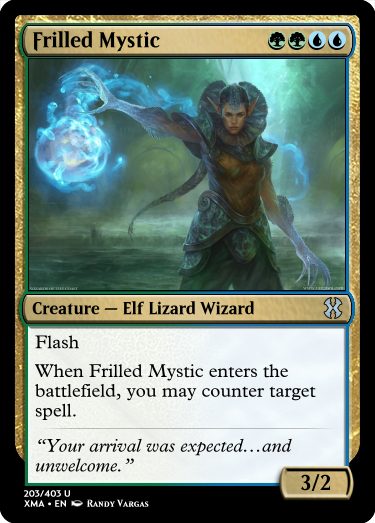 Frilled Mystic
Creature — Elf Lizard Wizard
Flash
When Frilled Mystic enters the
battlefield, you may counter target
spell.
“Your arrival was expected…and
unwelcome.”
3/2
203/403 U
XMA • EN Randy Vargas